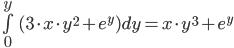 ∫₀ʸ (3·x·y² + eʸ)dy = x·y³ + eʸ